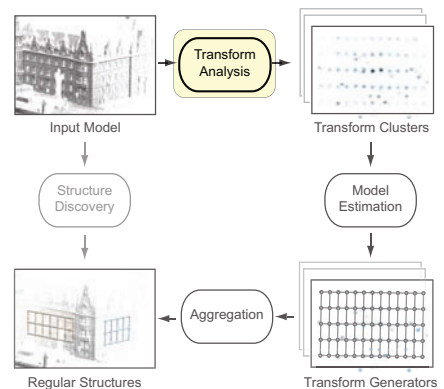 Transform
Analysis
Input Model
Transform Clusters
Structure
Discovery
Model
Estimation
Aggregation
Regular Structures
Transform Generators